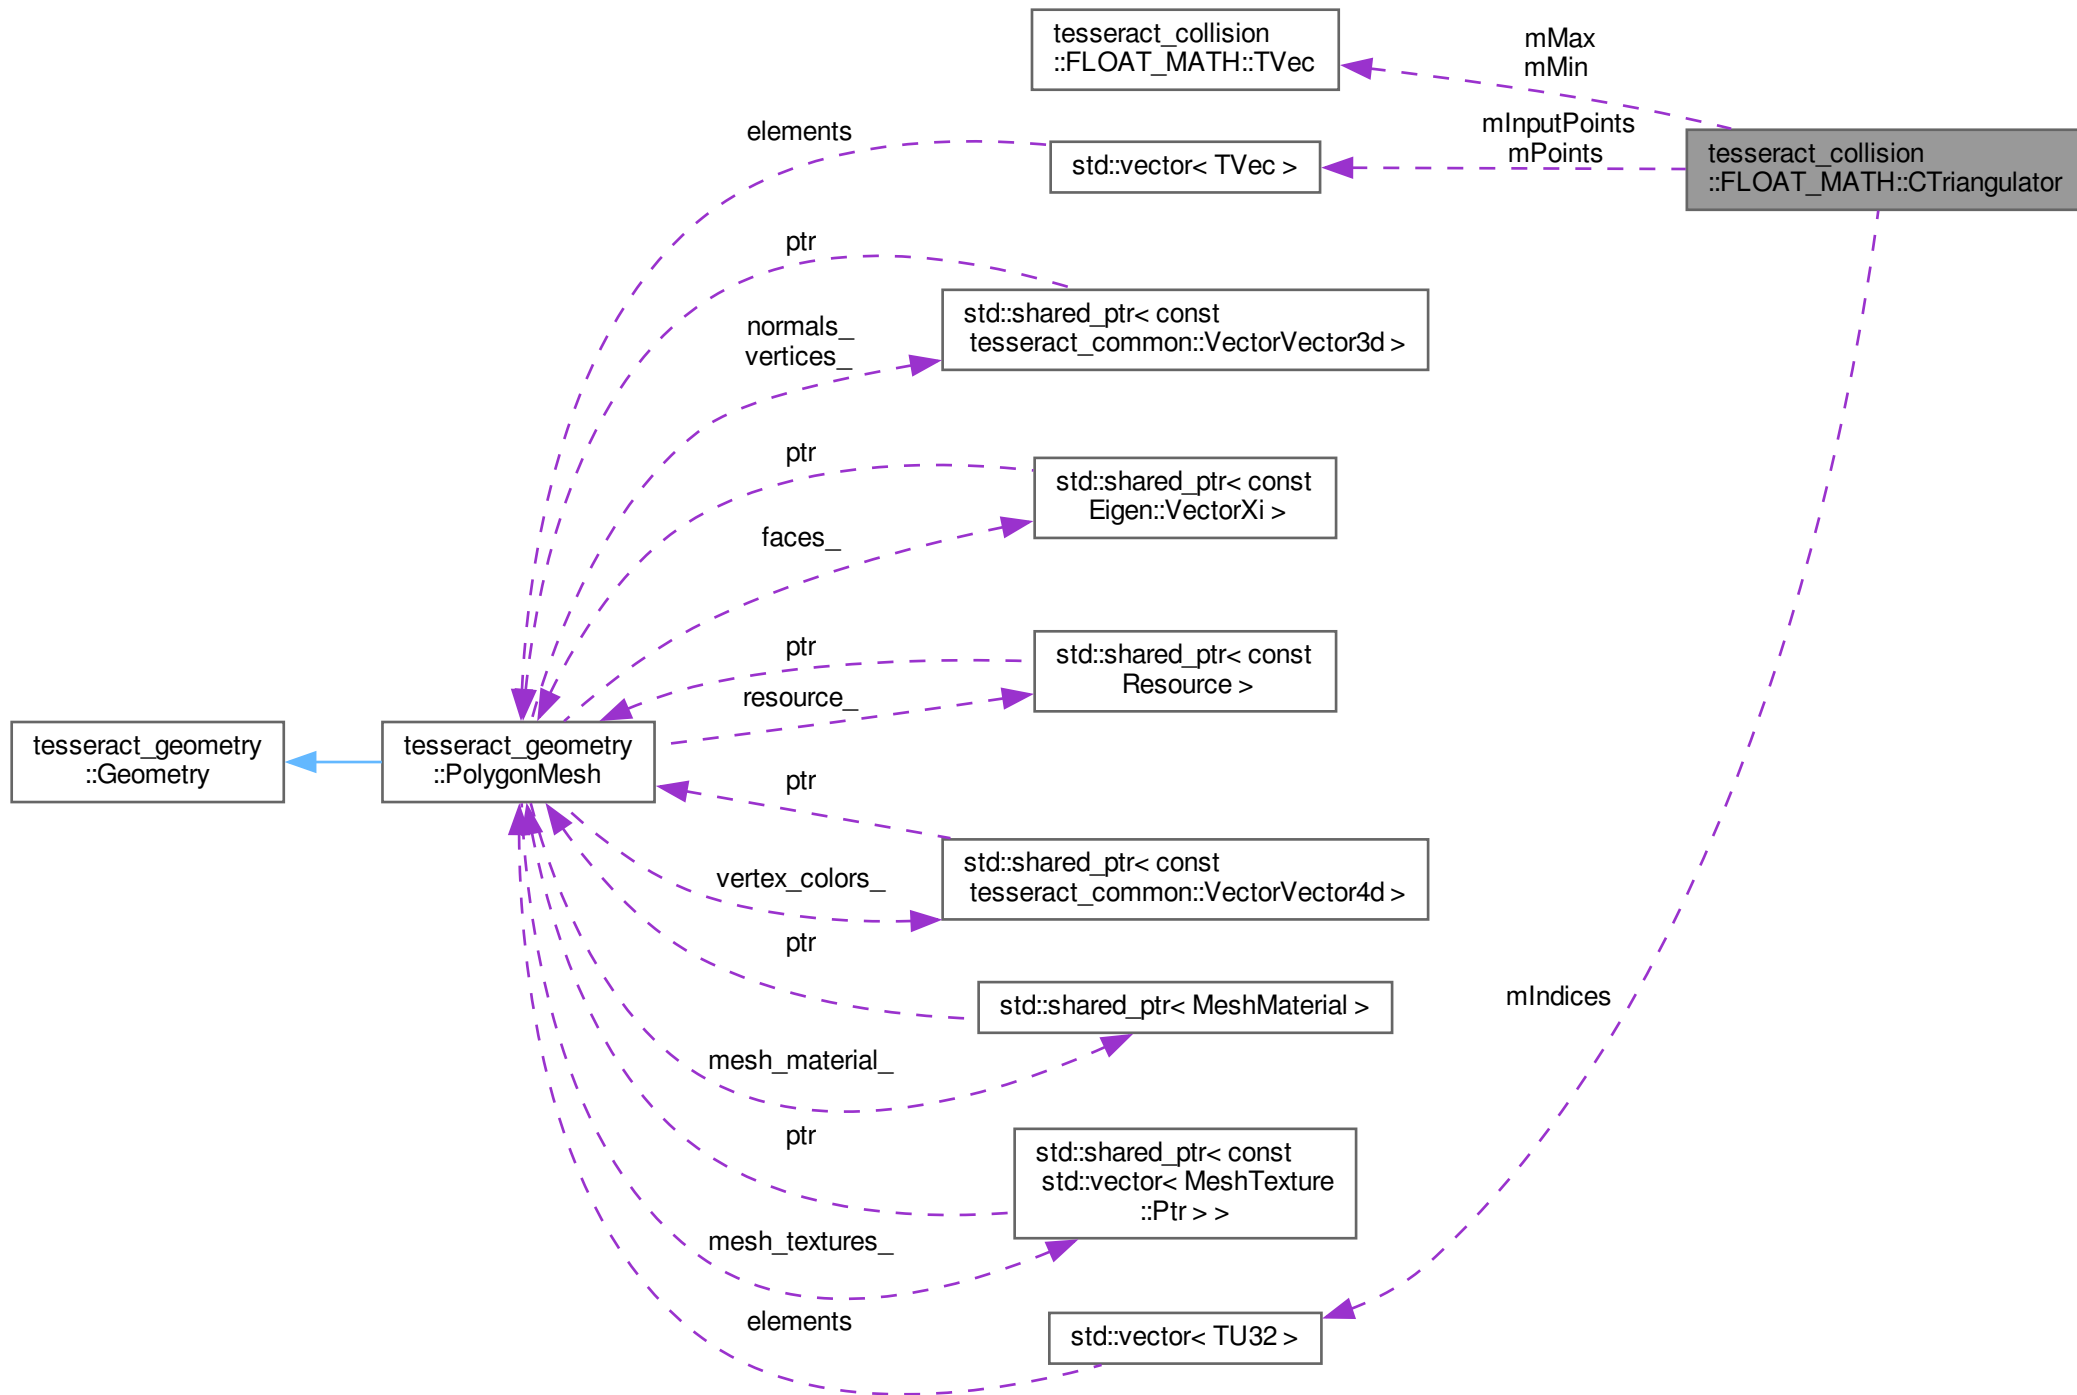 tesseract_collision
::FLOAT_MATH::TVec
mMax
mMin
elements
std::vector< TVec >
mInputPoints
mPoints
tesseract_collision
::FLOAT_MATH::CTriangulator
ptr
normals_
vertices_
std::shared_ptr< const
tesseract_common::VectorVector3d >
ptr
faces_
std::shared_ptr< const
Eigen::VectorXi >
ptr
resource_
std::shared_ptr< const
Resource >
tesseract_geometry
::Geometry
tesseract_geometry
::PolygonMesh
ptr
vertex_colors_
std::shared_ptr< const
tesseract_common::VectorVector4d >
ptr
mesh_material_
std::shared_ptr< MeshMaterial >
mIndices
ptr
mesh_textures_
std::shared_ptr< const
std::vector< MeshTexture
::Ptr > >
elements
std::vector< TU32 >